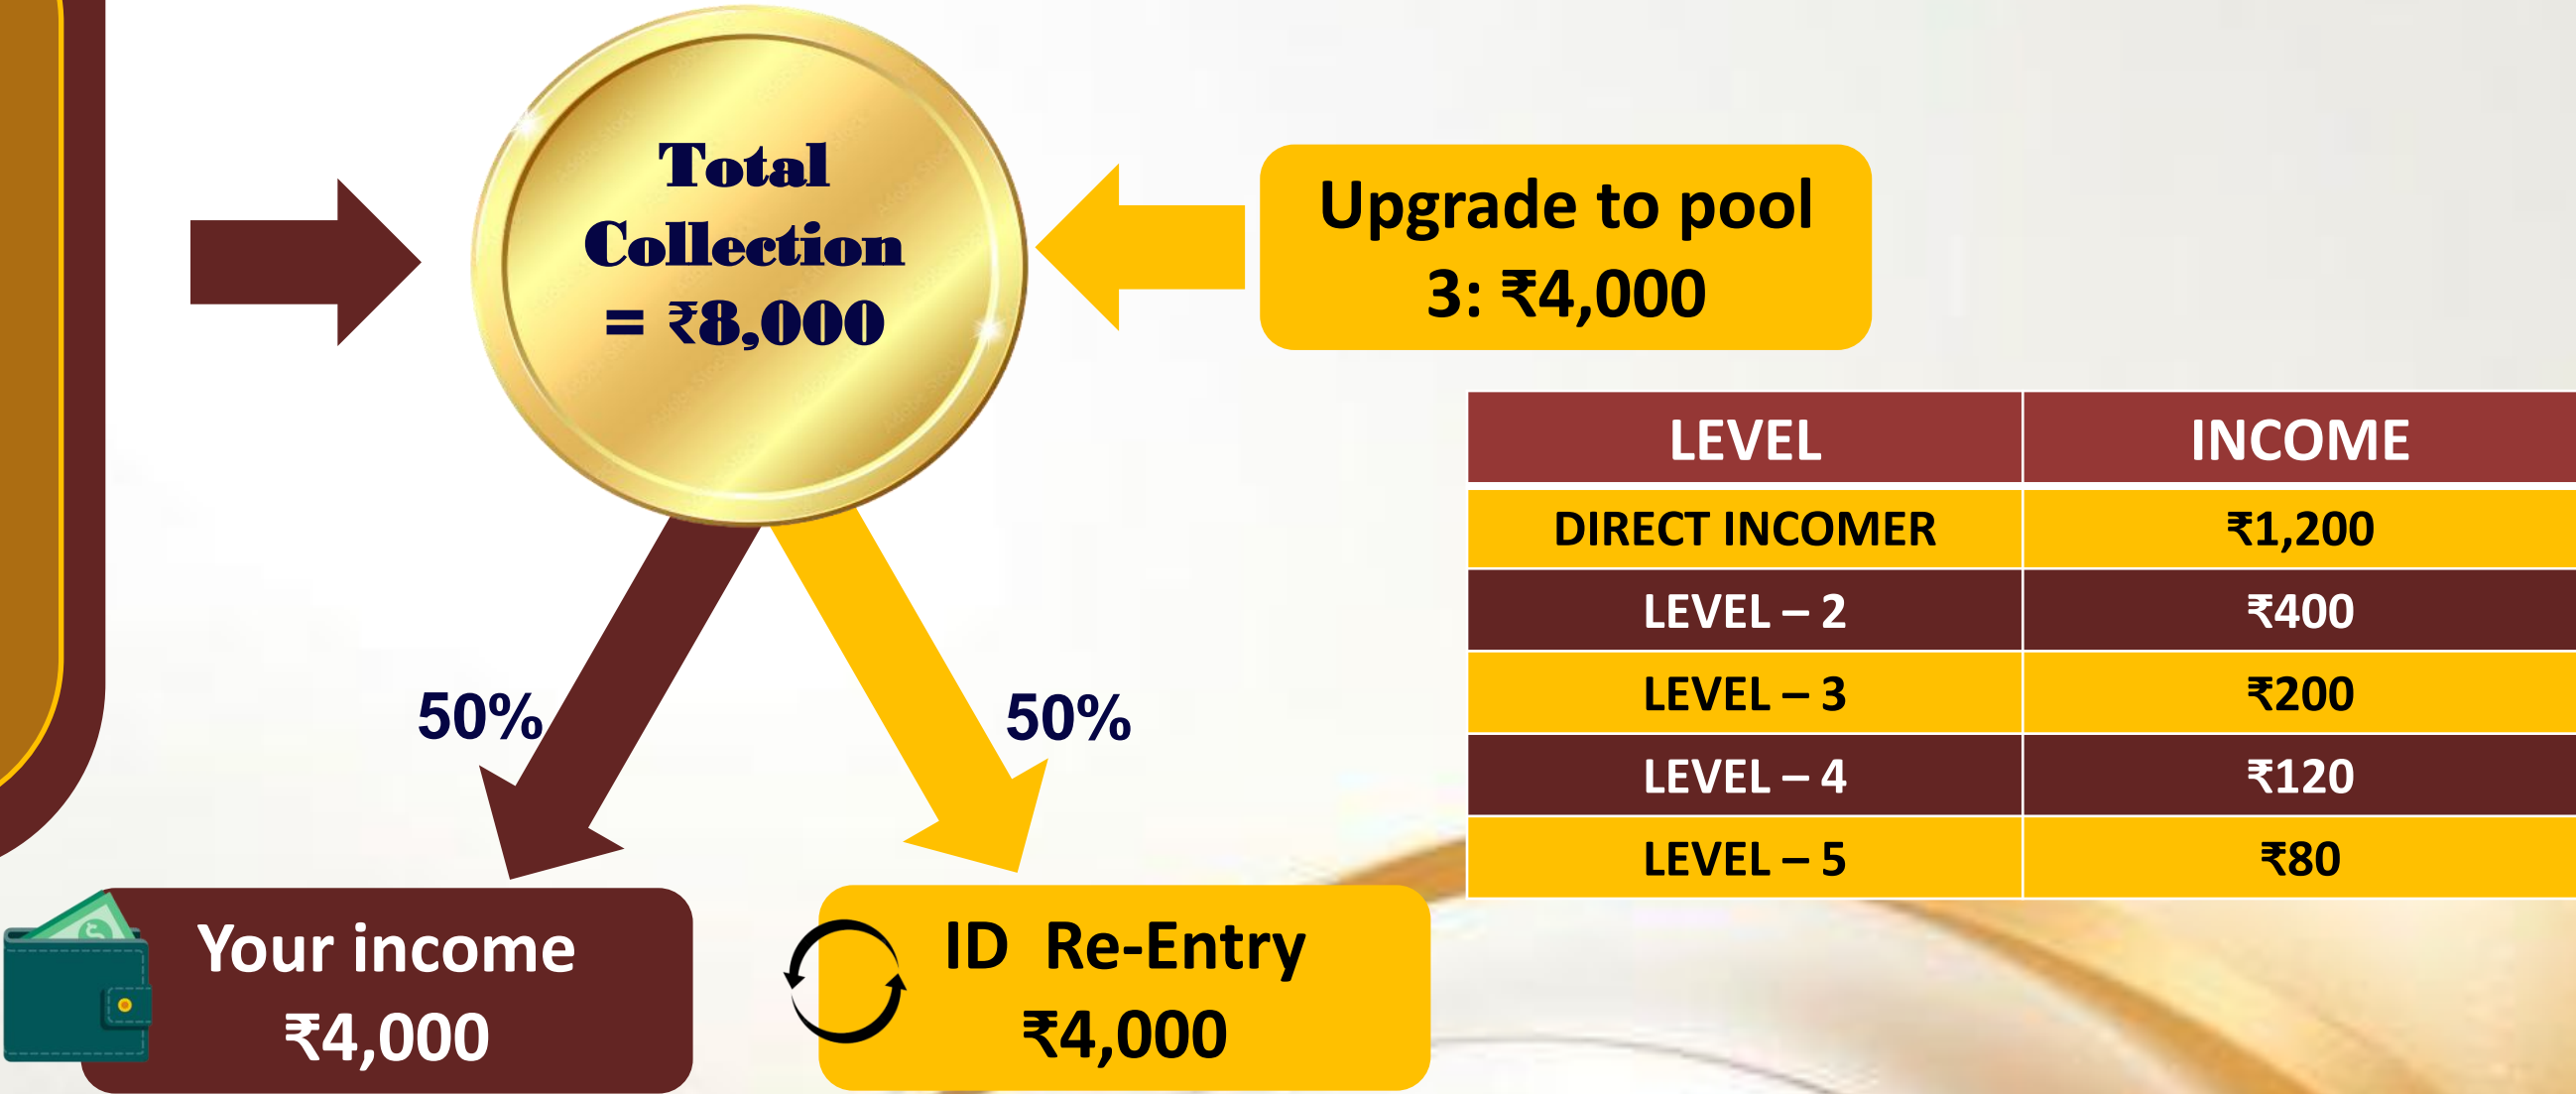 Total
Collection
= ₹8,000
Upgrade to pool
3: ₹4,000
LEVEL INCOME
DIRECT INCOMER ₹1,200
LEVEL – 2 ₹400
LEVEL – 3 ₹200
LEVEL – 4 ₹120
LEVEL – 5 ₹80
50%
50%
Your income
₹4,000
ID Re-Entry
₹4,000